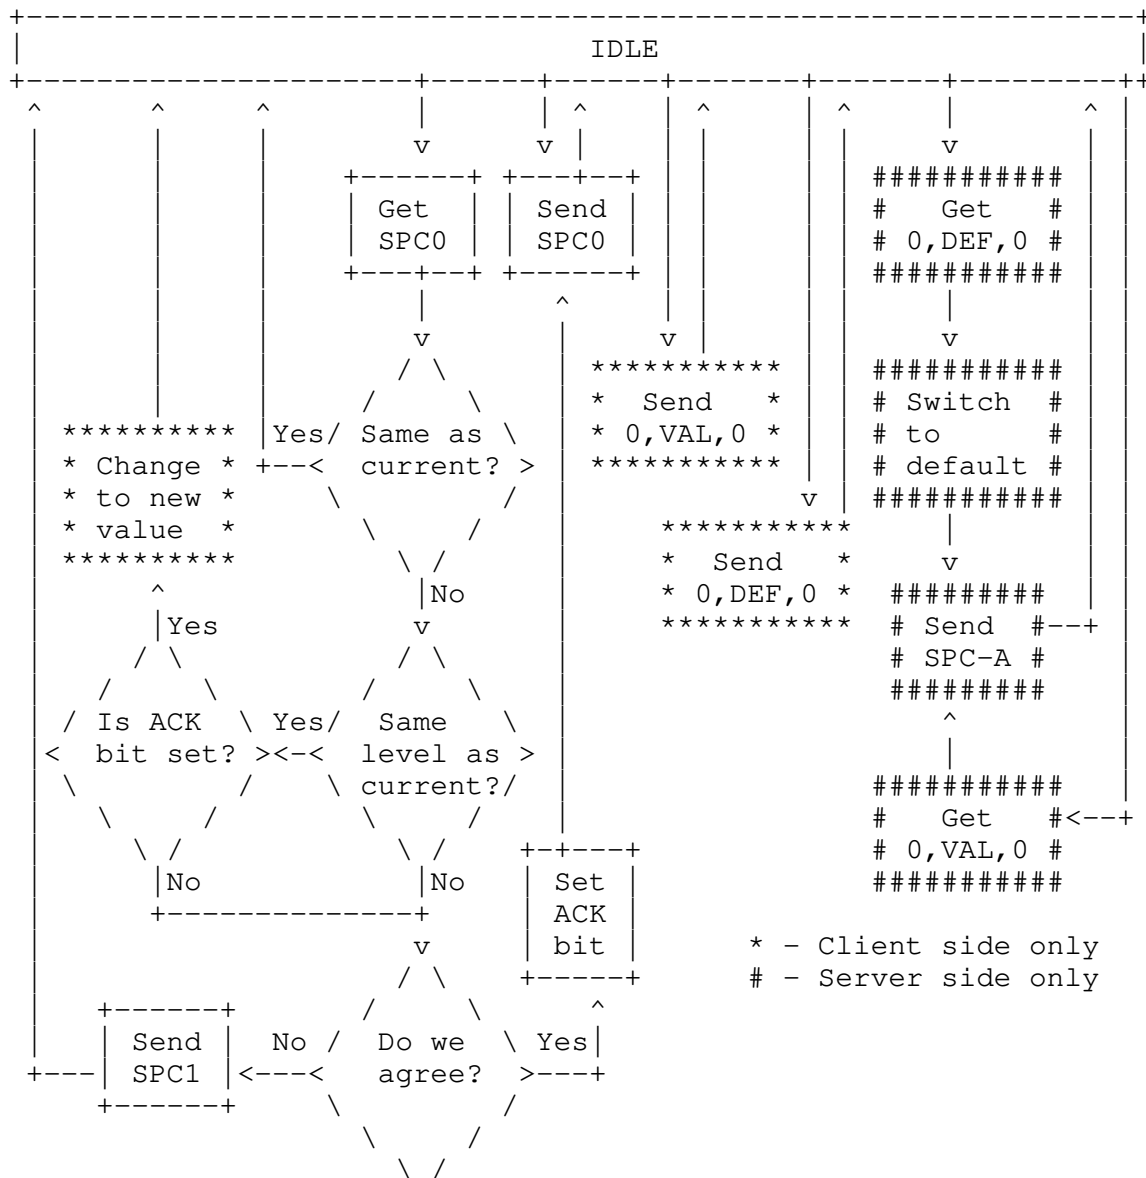 IDLE
Get Send Get
SPC0 SPC0 0,DEF,0
Send Switch
Yes Same as 0,VAL,0 to
Change current? default
to new
value
Send
No 0,DEF,0
Yes Send
SPC-A
Is ACK Yes Same
bit set? level as
current?
Get
0,VAL,0
No No Set
ACK
bit * - Client side only
# - Server side only
Send No Do we Yes
SPC1 agree?